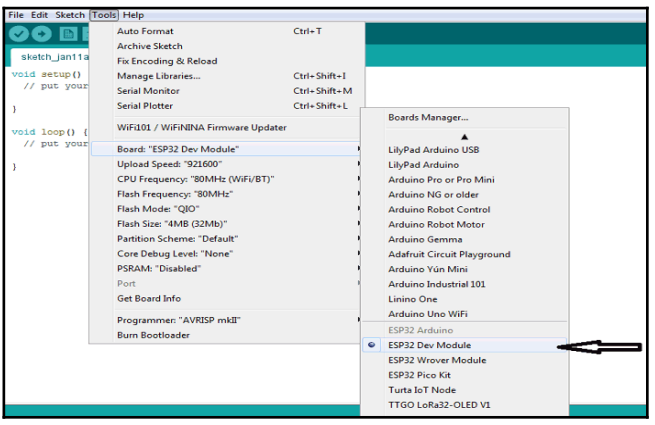 File Edit Sketch Tools Help
sketch_jan11a
void setup()
// put your
}
void loop() {
// put your
}
Auto Format Ctrl+T
Archive Sketch
Fix Encoding & Reload
Manage Libraries... Ctrl+Shift+I
Serial Monitor Ctrl+Shift+M
Serial Plotter Ctrl+Shift+L
WiFi101 / WiFiNINA Firmware Updater
Board: "ESP32 Dev Module"
Upload Speed: "921600"
CPU Frequency: "80MHz (WiFi/BT)"
Flash Frequency: "80MHz"
Flash Mode: "QIO"
Flash Size: "4MB (32Mb)"
Partition Scheme: "Default"
Core Debug Level: "None"
PSRAM: "Disabled"
Port
Get Board Info
Programmer: "AVRISP mkII"
Burn Bootloader
Boards Manager...
LilyPad Arduino USB
LilyPad Arduino
Arduino Pro or Pro Mini
Arduino NG or older
Arduino Robot Control
Arduino Robot Motor
Arduino Gemma
Adafruit Circuit Playground
Arduino Yún Mini
Arduino Industrial 101
Linino One
Arduino Uno WiFi
ESP32 Arduino
ESP32 Dev Module
ESP32 Wrover Module
ESP32 Pico Kit
Turta IoT Node
TTGO LoRa32-OLED V1